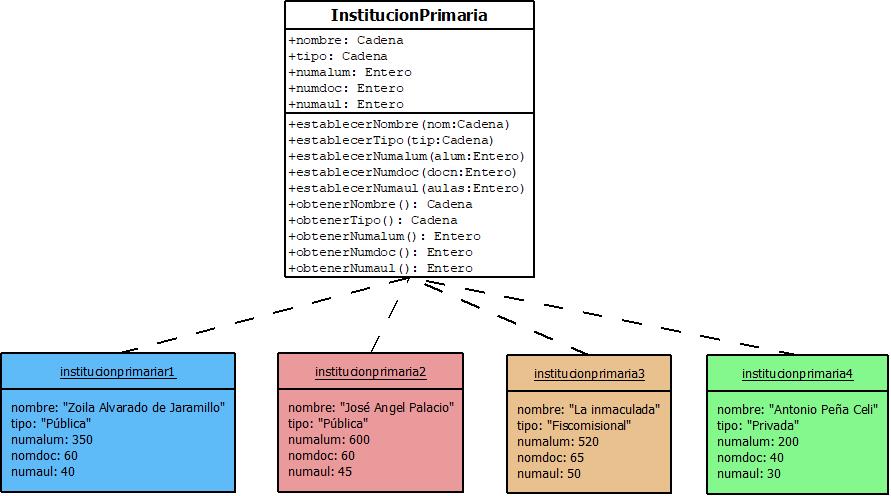 InstitucionPrimaria
+nombre: Cadena
+tipo: Cadena
+numalum: Entero
+numdoc: Entero
+numaul: Entero
+establecerNombre(nom:Cadena)
+establecerTipo(tip:Cadena)
+establecerNumalum(alum:Entero)
+establecerNumdoc(docn:Entero)
+establecerNumaul(aulas:Entero)
+obtenerNombre(): Cadena
+obtenerTipo(): Cadena
+obtenerNumalum(): Entero
+obtenerNumdoc(): Entero
+obtenerNumaul(): Entero
institucionprimariar1
nombre: "Zoila Alvarado de Jaramillo"
tipo: "Pública"
numalum: 350
nomdoc: 60
numaul: 40
institucionprimaria2
nombre: "José Angel Palacio"
tipo: "Pública"
numalum: 600
nomdoc: 60
numaul: 45
institucionprimaria3
nombre: "La inmaculada"
tipo: "Fiscomisional"
numalum: 520
nomdoc: 65
numaul: 50
institucionprimaria4
nombre: "Antonio Peña Celi"
tipo: "Privada"
numalum: 200
nomdoc: 40
numaul: 30